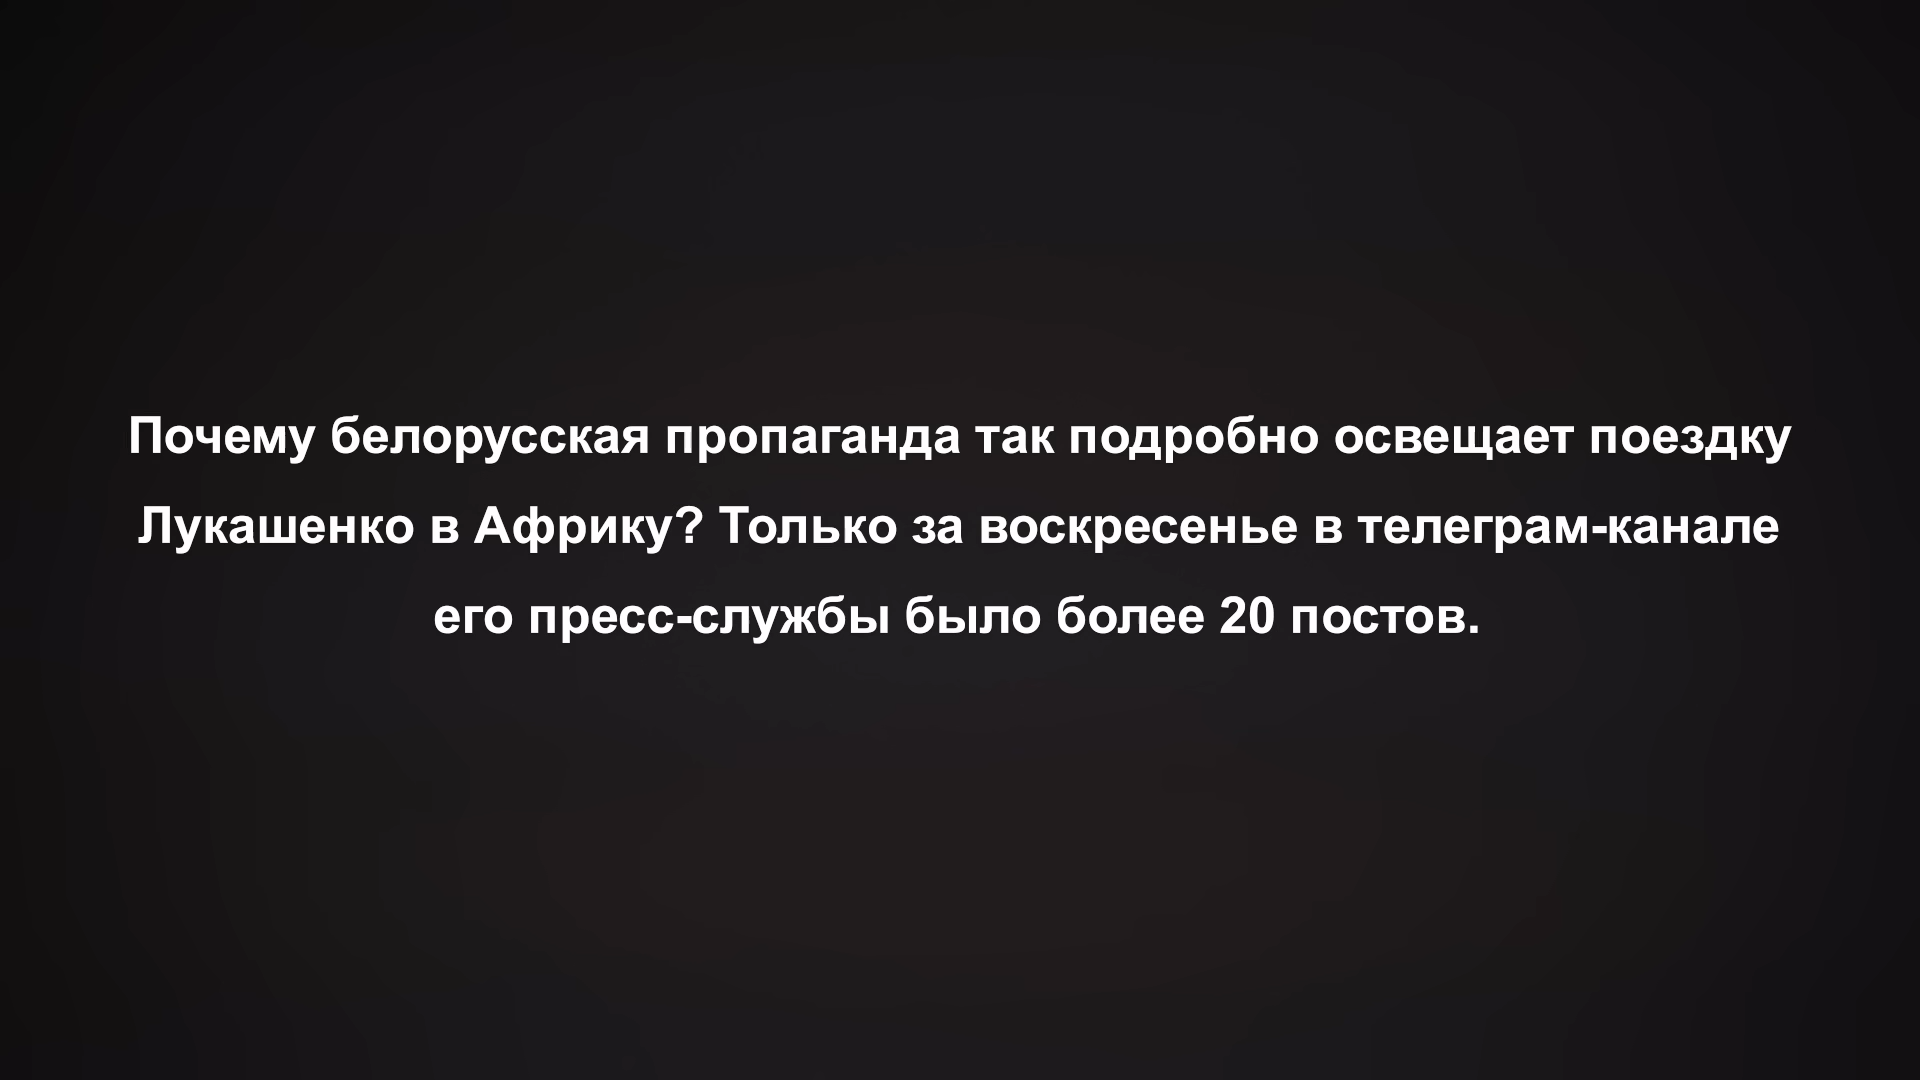 Почему белорусская пропаганда так подробно освещает поездку
Лукашенко в Африку? Только за воскресенье в телеграм-канале
его пресс-службы было более 20 постов.